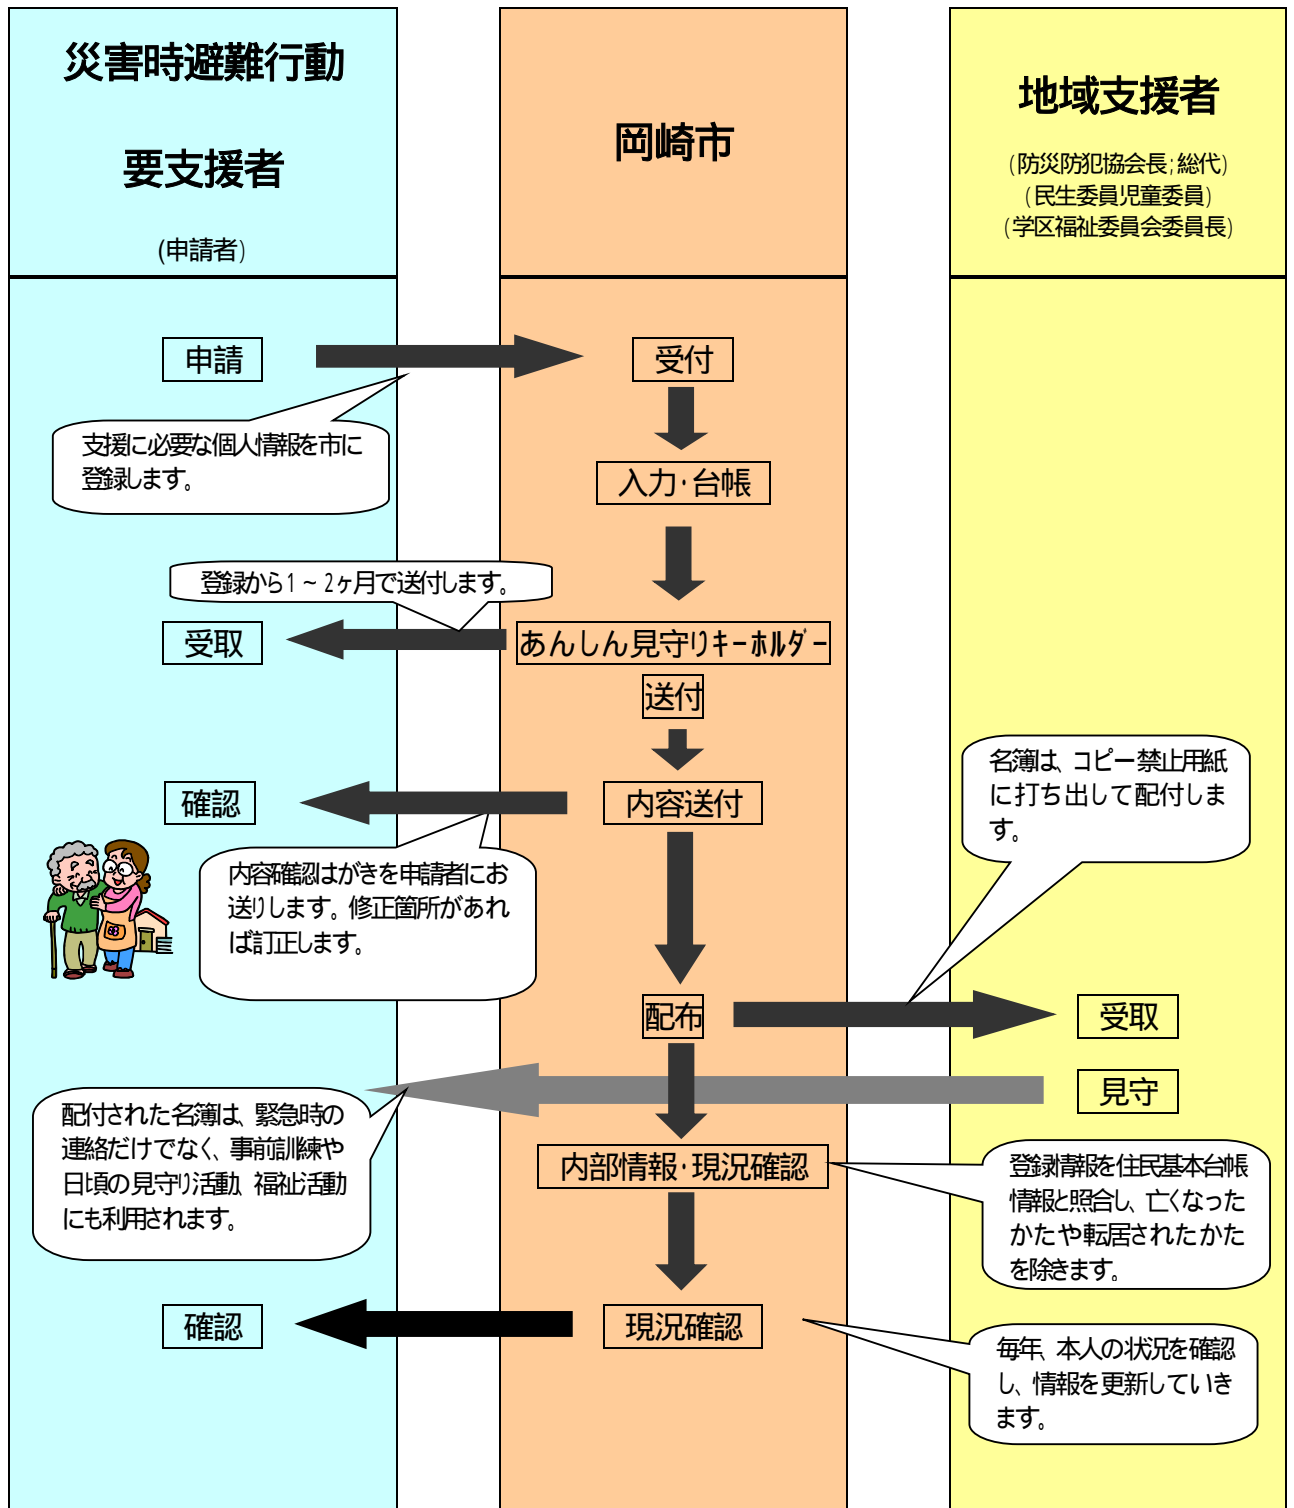 災害時避難行動
要支援者
(申請者)
岡崎市
地域支援者
(防災防犯協会長;総代)
(民生委員児童委員)
(学区福祉委員会委員長)
申請
受付
支援に必要な個人情報を市に
登録します。
入力・台帳
登録から1～2ヶ月で送付します。
受取
あんしん見守りキーホルダー
送付
名簿は、コピー禁止用紙
に打ち出して配付しま
す。
確認
内容送付
内容確認はがきを申請者にお
送りします。修正箇所があれ
ば訂正します。
配布
受取
見守
配付された名簿は、緊急時の
連絡だけでなく、事前訓練や
日頃の見守り活動、福祉活動
にも利用されます。
内部情報・現況確認
登録情報を住民基本台帳
情報と照合し、亡くなった
かたや転居されたかた
を除きます。
確認
現況確認
毎年、本人の状況を確認
し、情報を更新していき
ます。